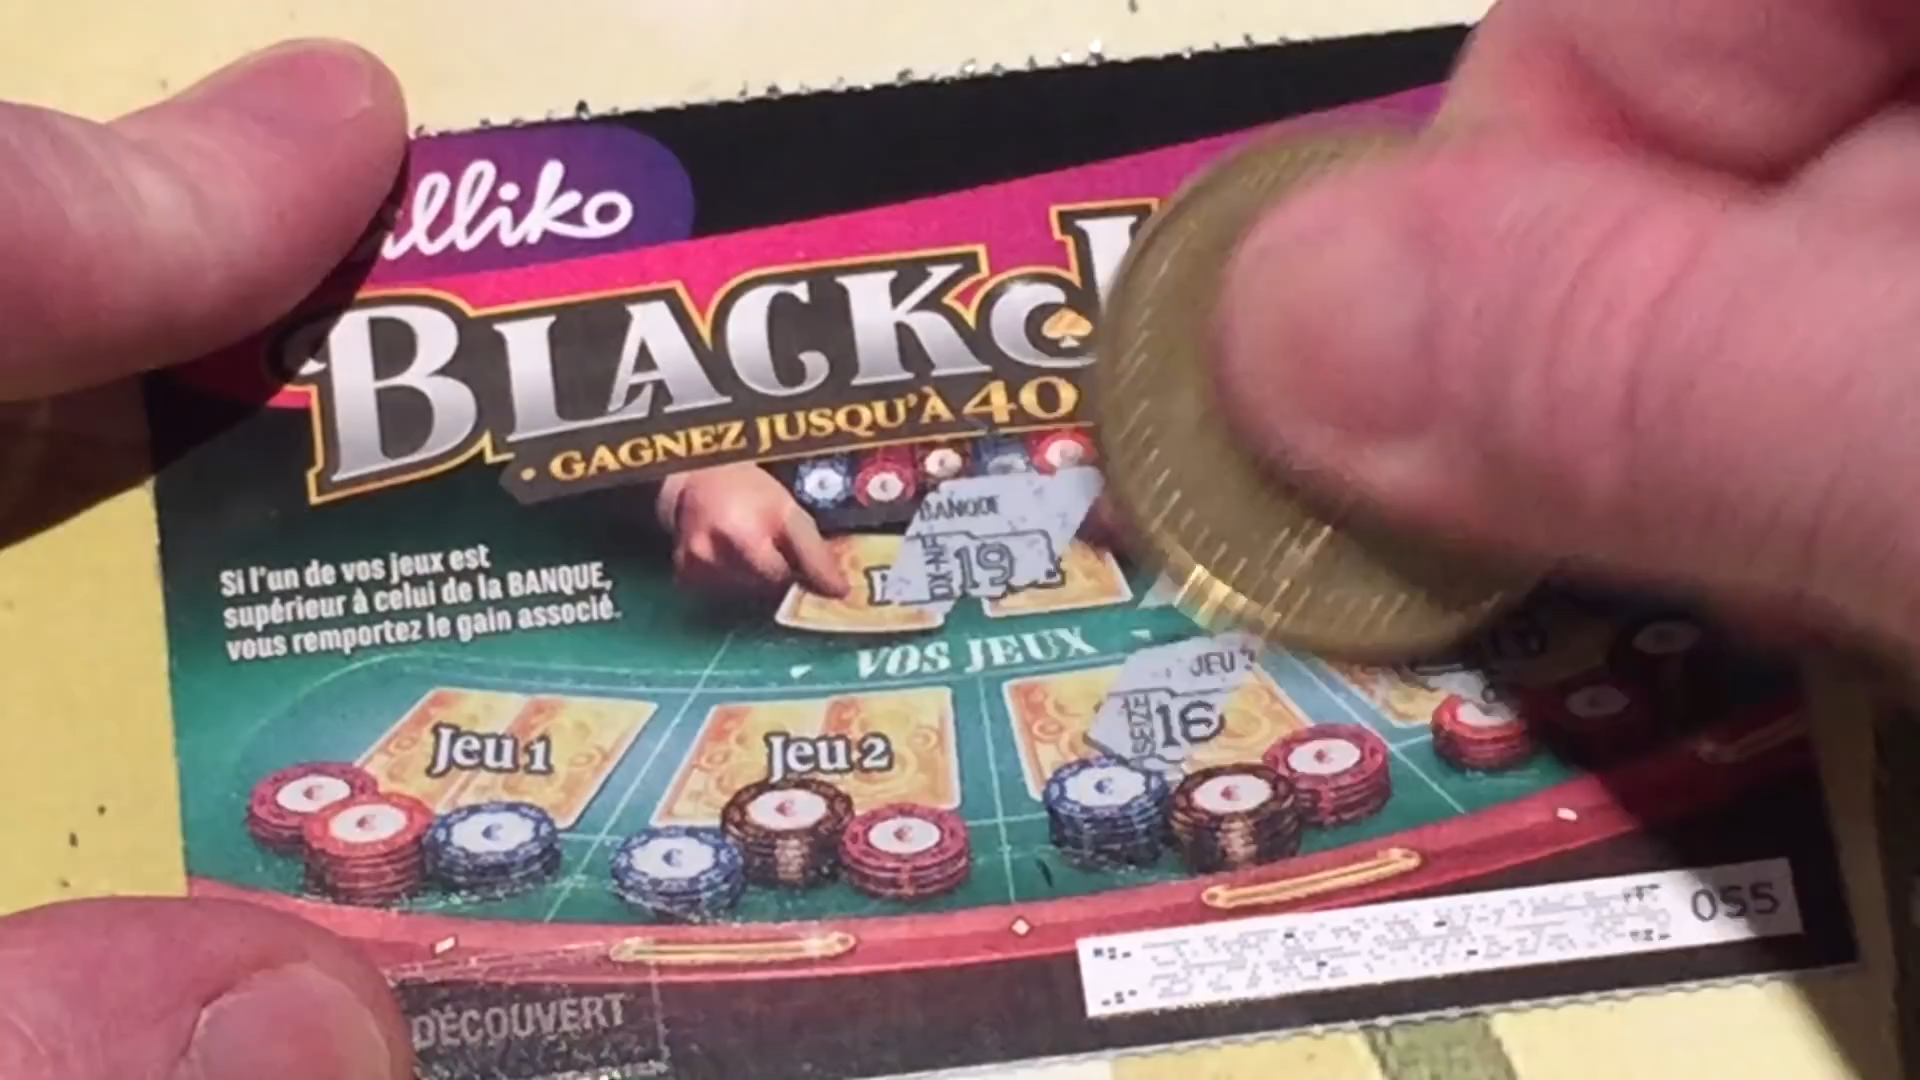 lliko
BLACK
• GAGNEZ JUSQU'À 40
BANQUE
19
Si l'un de vos jeux est
supérieur à celui de la BANQUE,
vous remportez le gain associé.
VOS JEUX
JEU
SEIZE 16
Jeu 1
Jeu 2
055
DÉCOUVERT